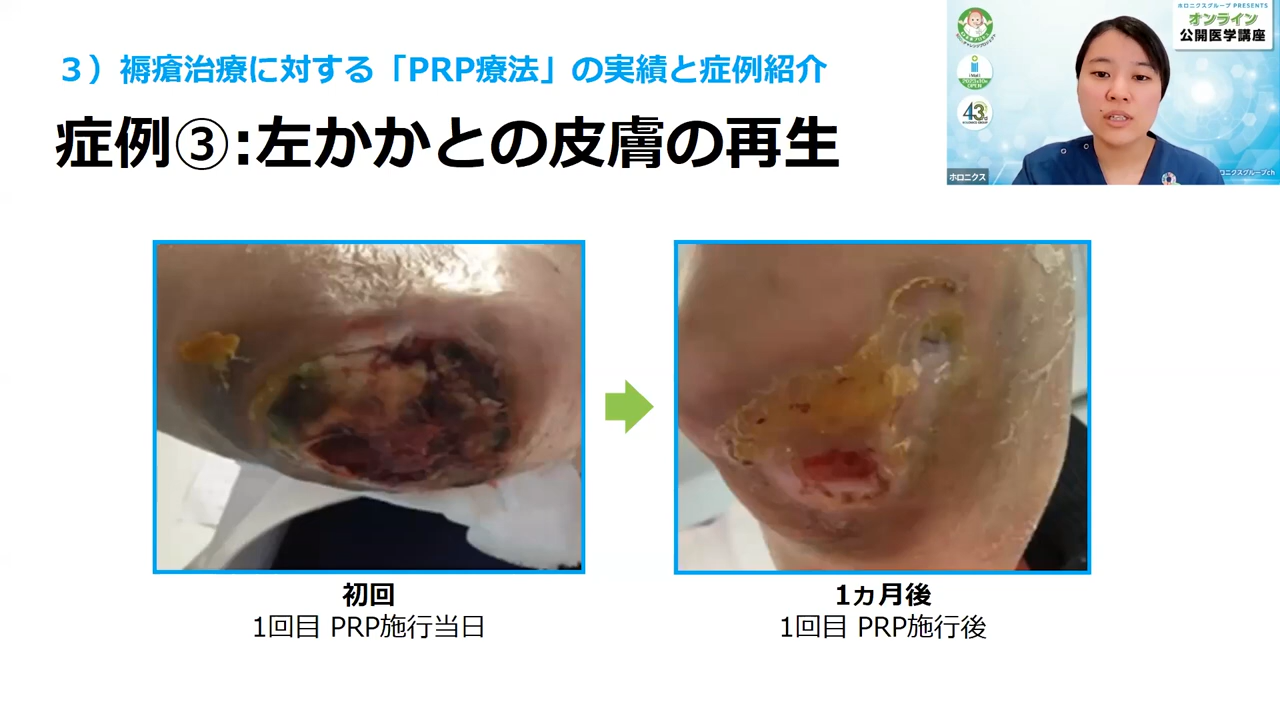 3）褥瘡治療に対する「PRP療法」の実績と症例紹介
症例③:左かかとの皮膚の再生
ホロニクスグループ PRESENTS
オンライン
公開医学講座
OPEN
43
ホロニクス
ロニクスグループch
初回
1回目 PRP施行当日
1ヵ月後
1回目 PRP施行後